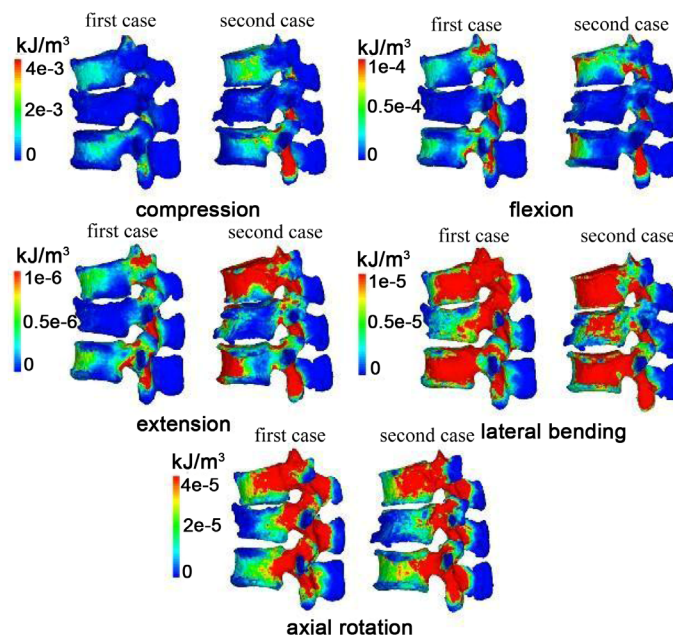 first case second case
kJ/m³
4e-3
2e-3
0
compression
first case second case
kJ/m³
1e-4
0.5e-4
0
flexion
first case second case
kJ/m³
1e-6
0.5e-6
0
extension
first case second case
kJ/m³
1e-5
0.5e-5
0
lateral bending
first case second case
kJ/m³
4e-5
2e-5
0
axial rotation